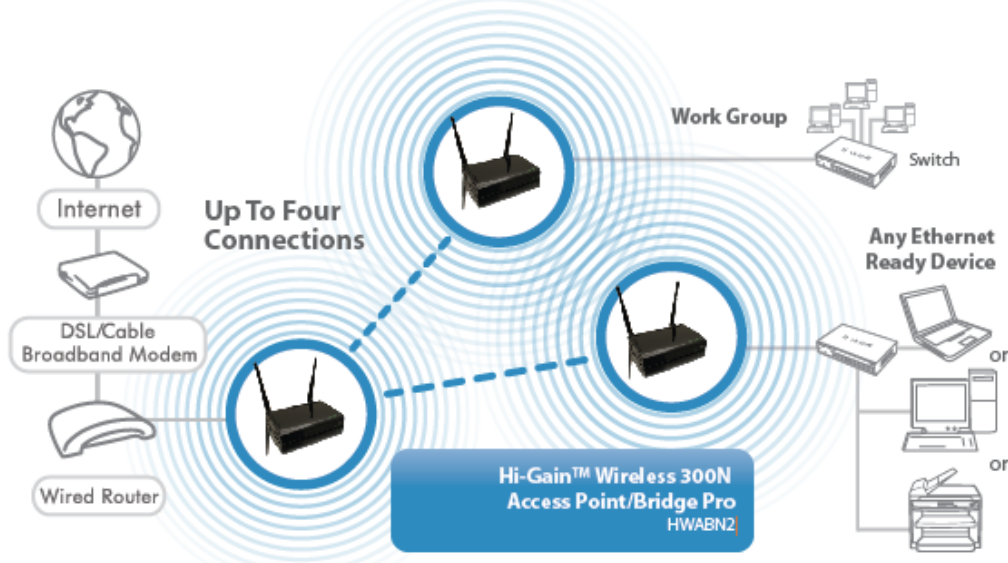 Internet
DSL/Cable
Broadband Modem
Wired Router
Up To Four
Connections
Work Group
Switch
Any Ethernet
Ready Device
or
or
Hi-Gain™ Wireless 300N
Access Point/Bridge Pro
HWABN2